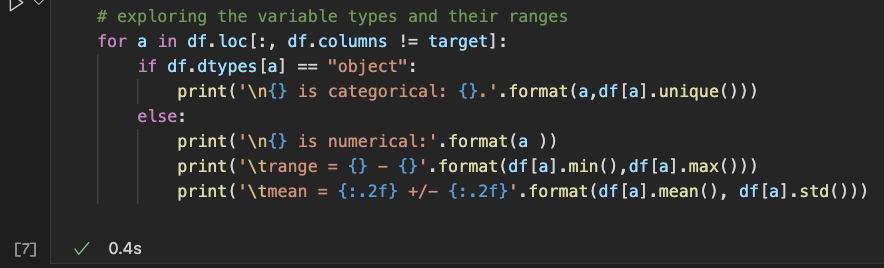 # exploring the variable types and their ranges
for a in df.loc[:, df.columns != target]:
    if df.dtypes[a] == "object":
        print('\n{} is categorical: {}.'.format(a,df[a].unique()))
    else:
        print('\n{} is numerical:'.format(a ))
        print('\trange = {} - {}'.format(df[a].min(),df[a].max()))
        print('\tmean = {:.2f} +/- {:.2f}'.format(df[a].mean(), df[a].std()))
[7] ✓ 0.4s